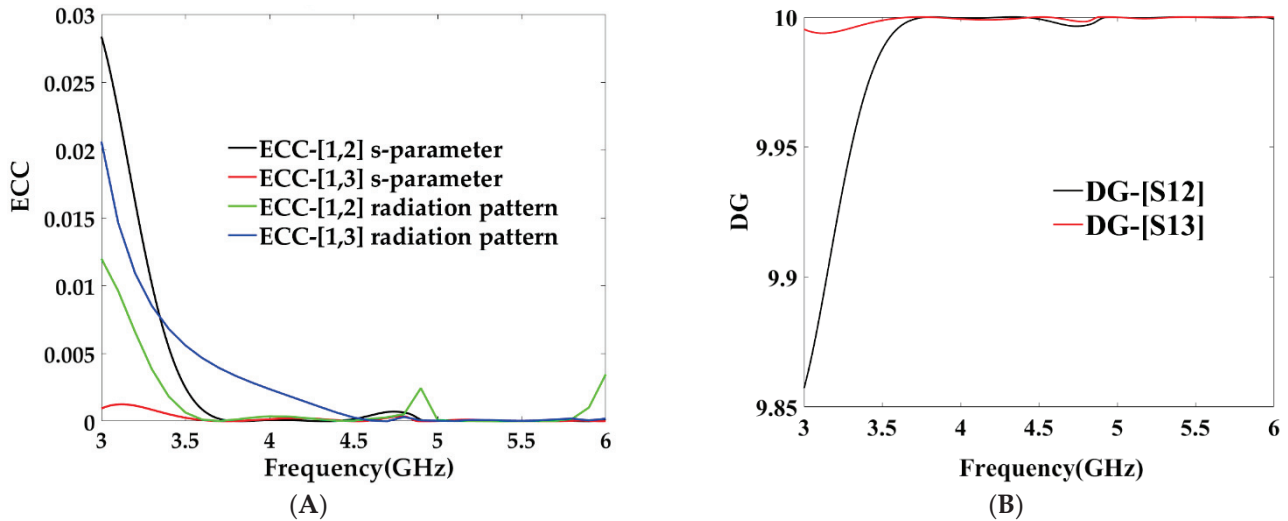 0.03
0.025
0.02
0.015
0.01
0.005
0
ECC
ECC-[1,2] s-parameter
ECC-[1,3] s-parameter
ECC-[1,2] radiation pattern
ECC-[1,3] radiation pattern
3 3.5 4 4.5 5 5.5 6
Frequency(GHz)
(A)
10
9.95
9.9
9.85
DG
DG-[S12]
DG-[S13]
3 3.5 4 4.5 5 5.5 6
Frequency(GHz)
(B)